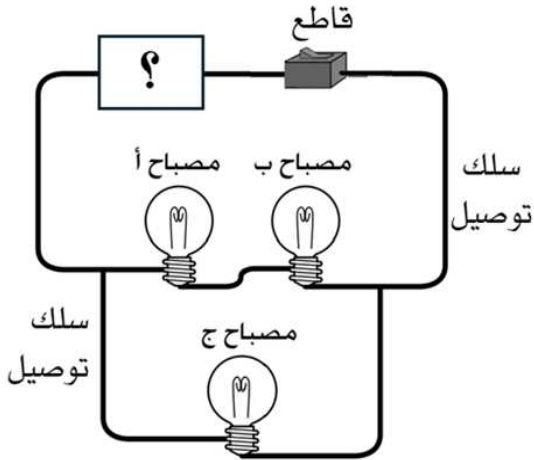 قاطع
؟
مصباح أ
مصباح ب
سلك
توصيل
مصباح ج
سلك
توصيل